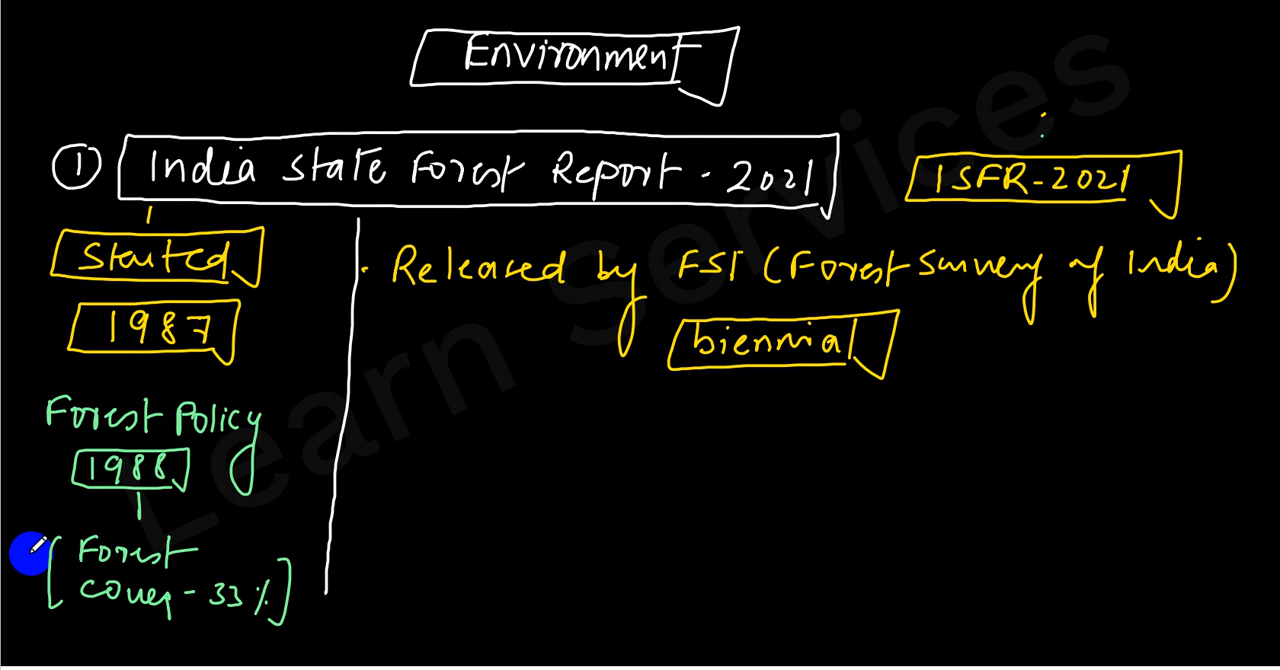 Environment
① India State Forest Report - 2021
ISFR-2021
Started
1987
• Released by FSI (Forest Survey of India)
biennial
Forest Policy
1988
[Forest
cover - 33%]
Learn Services